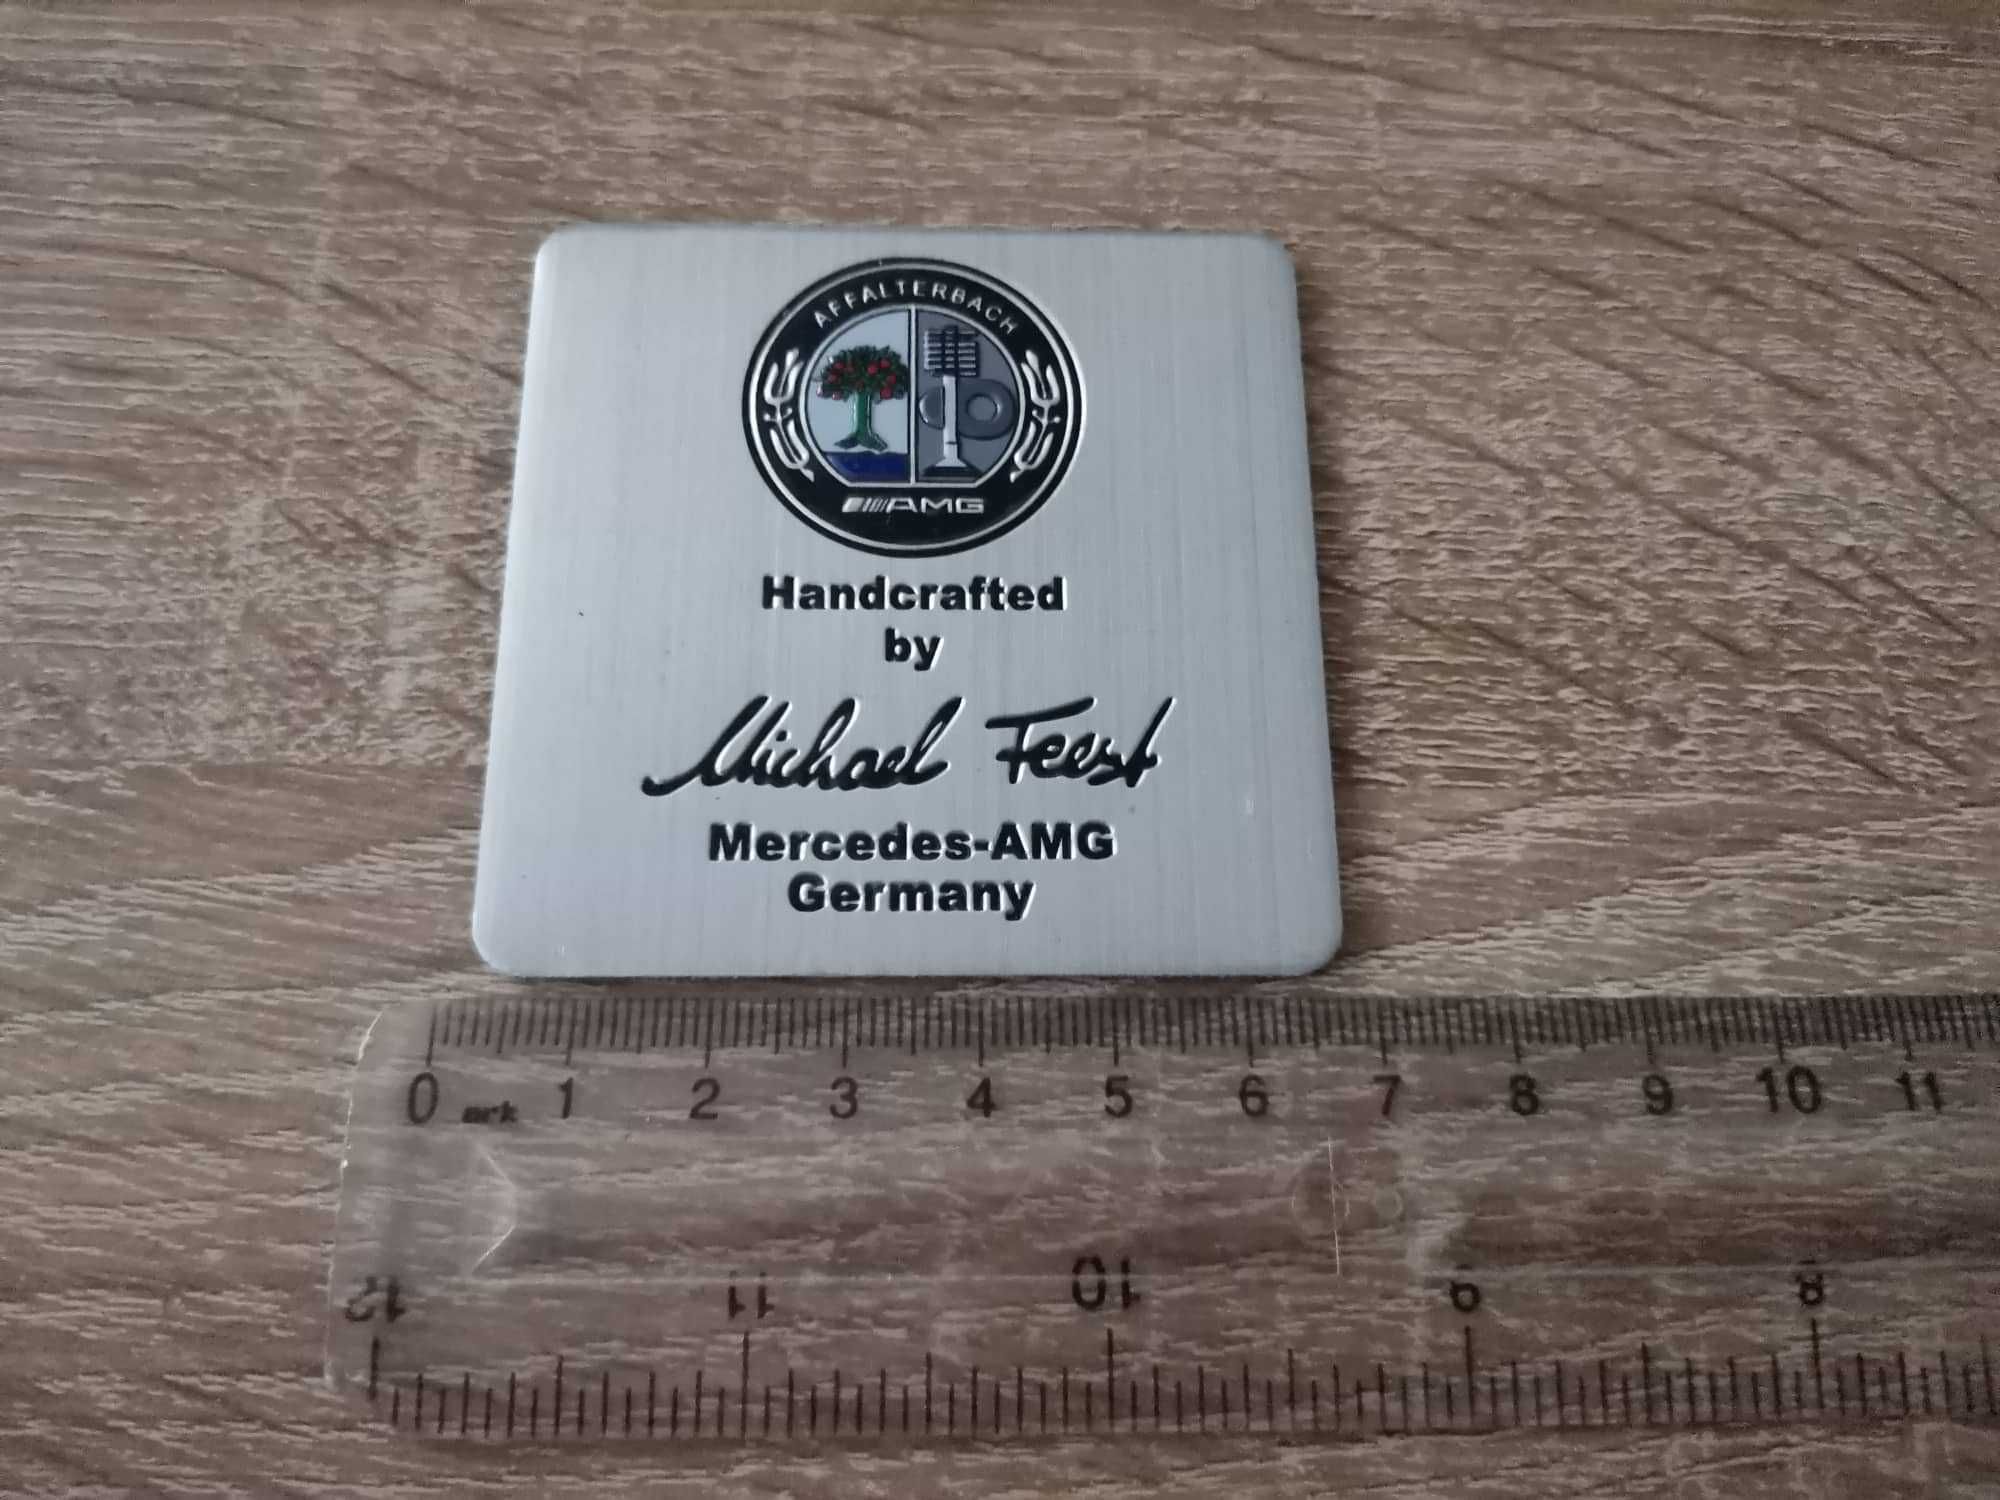 AFFALTERBACH
AMG
Handcrafted
by
Michael Feest
Mercedes-AMG
Germany
0 mrk 1 2 3 4 5 6 7 8 9 10 11
12 11 10 9 8